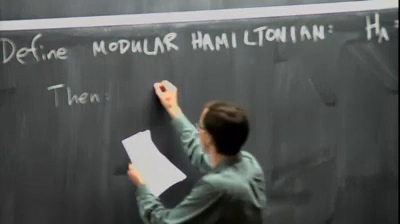 Define MODULAR HAMILTONIAN: H_A =
Then: